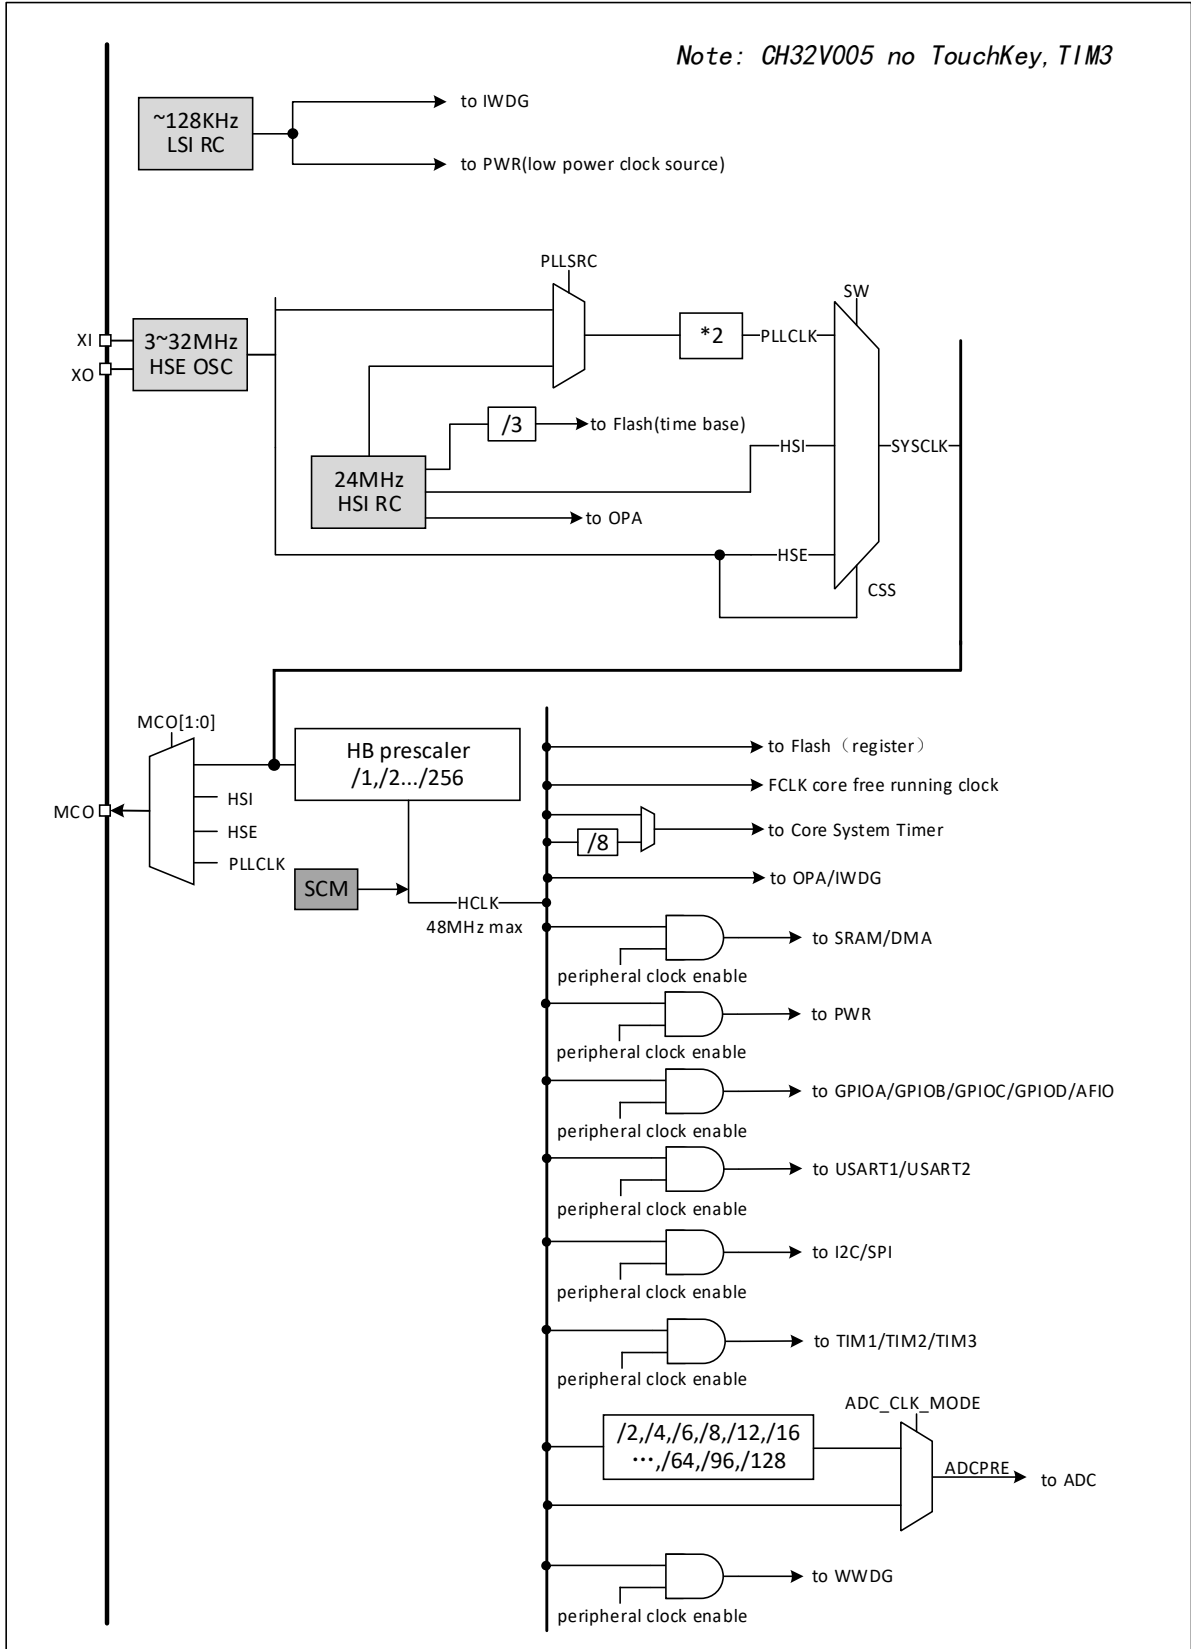 Note: CH32V005 no TouchKey, TIM3
to IWDG
~128KHz
LSI RC
to PWR(low power clock source)
PLLSRC
SW
XI
XO
3~32MHz
HSE OSC
*2
PLLCLK
/3
to Flash(time base)
HSI
SYSCLK
24MHz
HSI RC
to OPA
HSE
CSS
MCO[1:0]
HB prescaler
/1,/2.../256
to Flash（register）
FCLK core free running clock
HSI
MCO
HSE
/8
to Core System Timer
PLLCLK
SCM
to OPA/IWDG
HCLK
48MHz max
to SRAM/DMA
peripheral clock enable
to PWR
peripheral clock enable
to GPIOA/GPIOB/GPIOC/GPIOD/AFIO
peripheral clock enable
to USART1/USART2
peripheral clock enable
to I2C/SPI
peripheral clock enable
to TIM1/TIM2/TIM3
peripheral clock enable
ADC_CLK_MODE
/2,/4,/6,/8,/12,/16
⋯,/64,/96,/128
ADCPRE
to ADC
to WWDG
peripheral clock enable